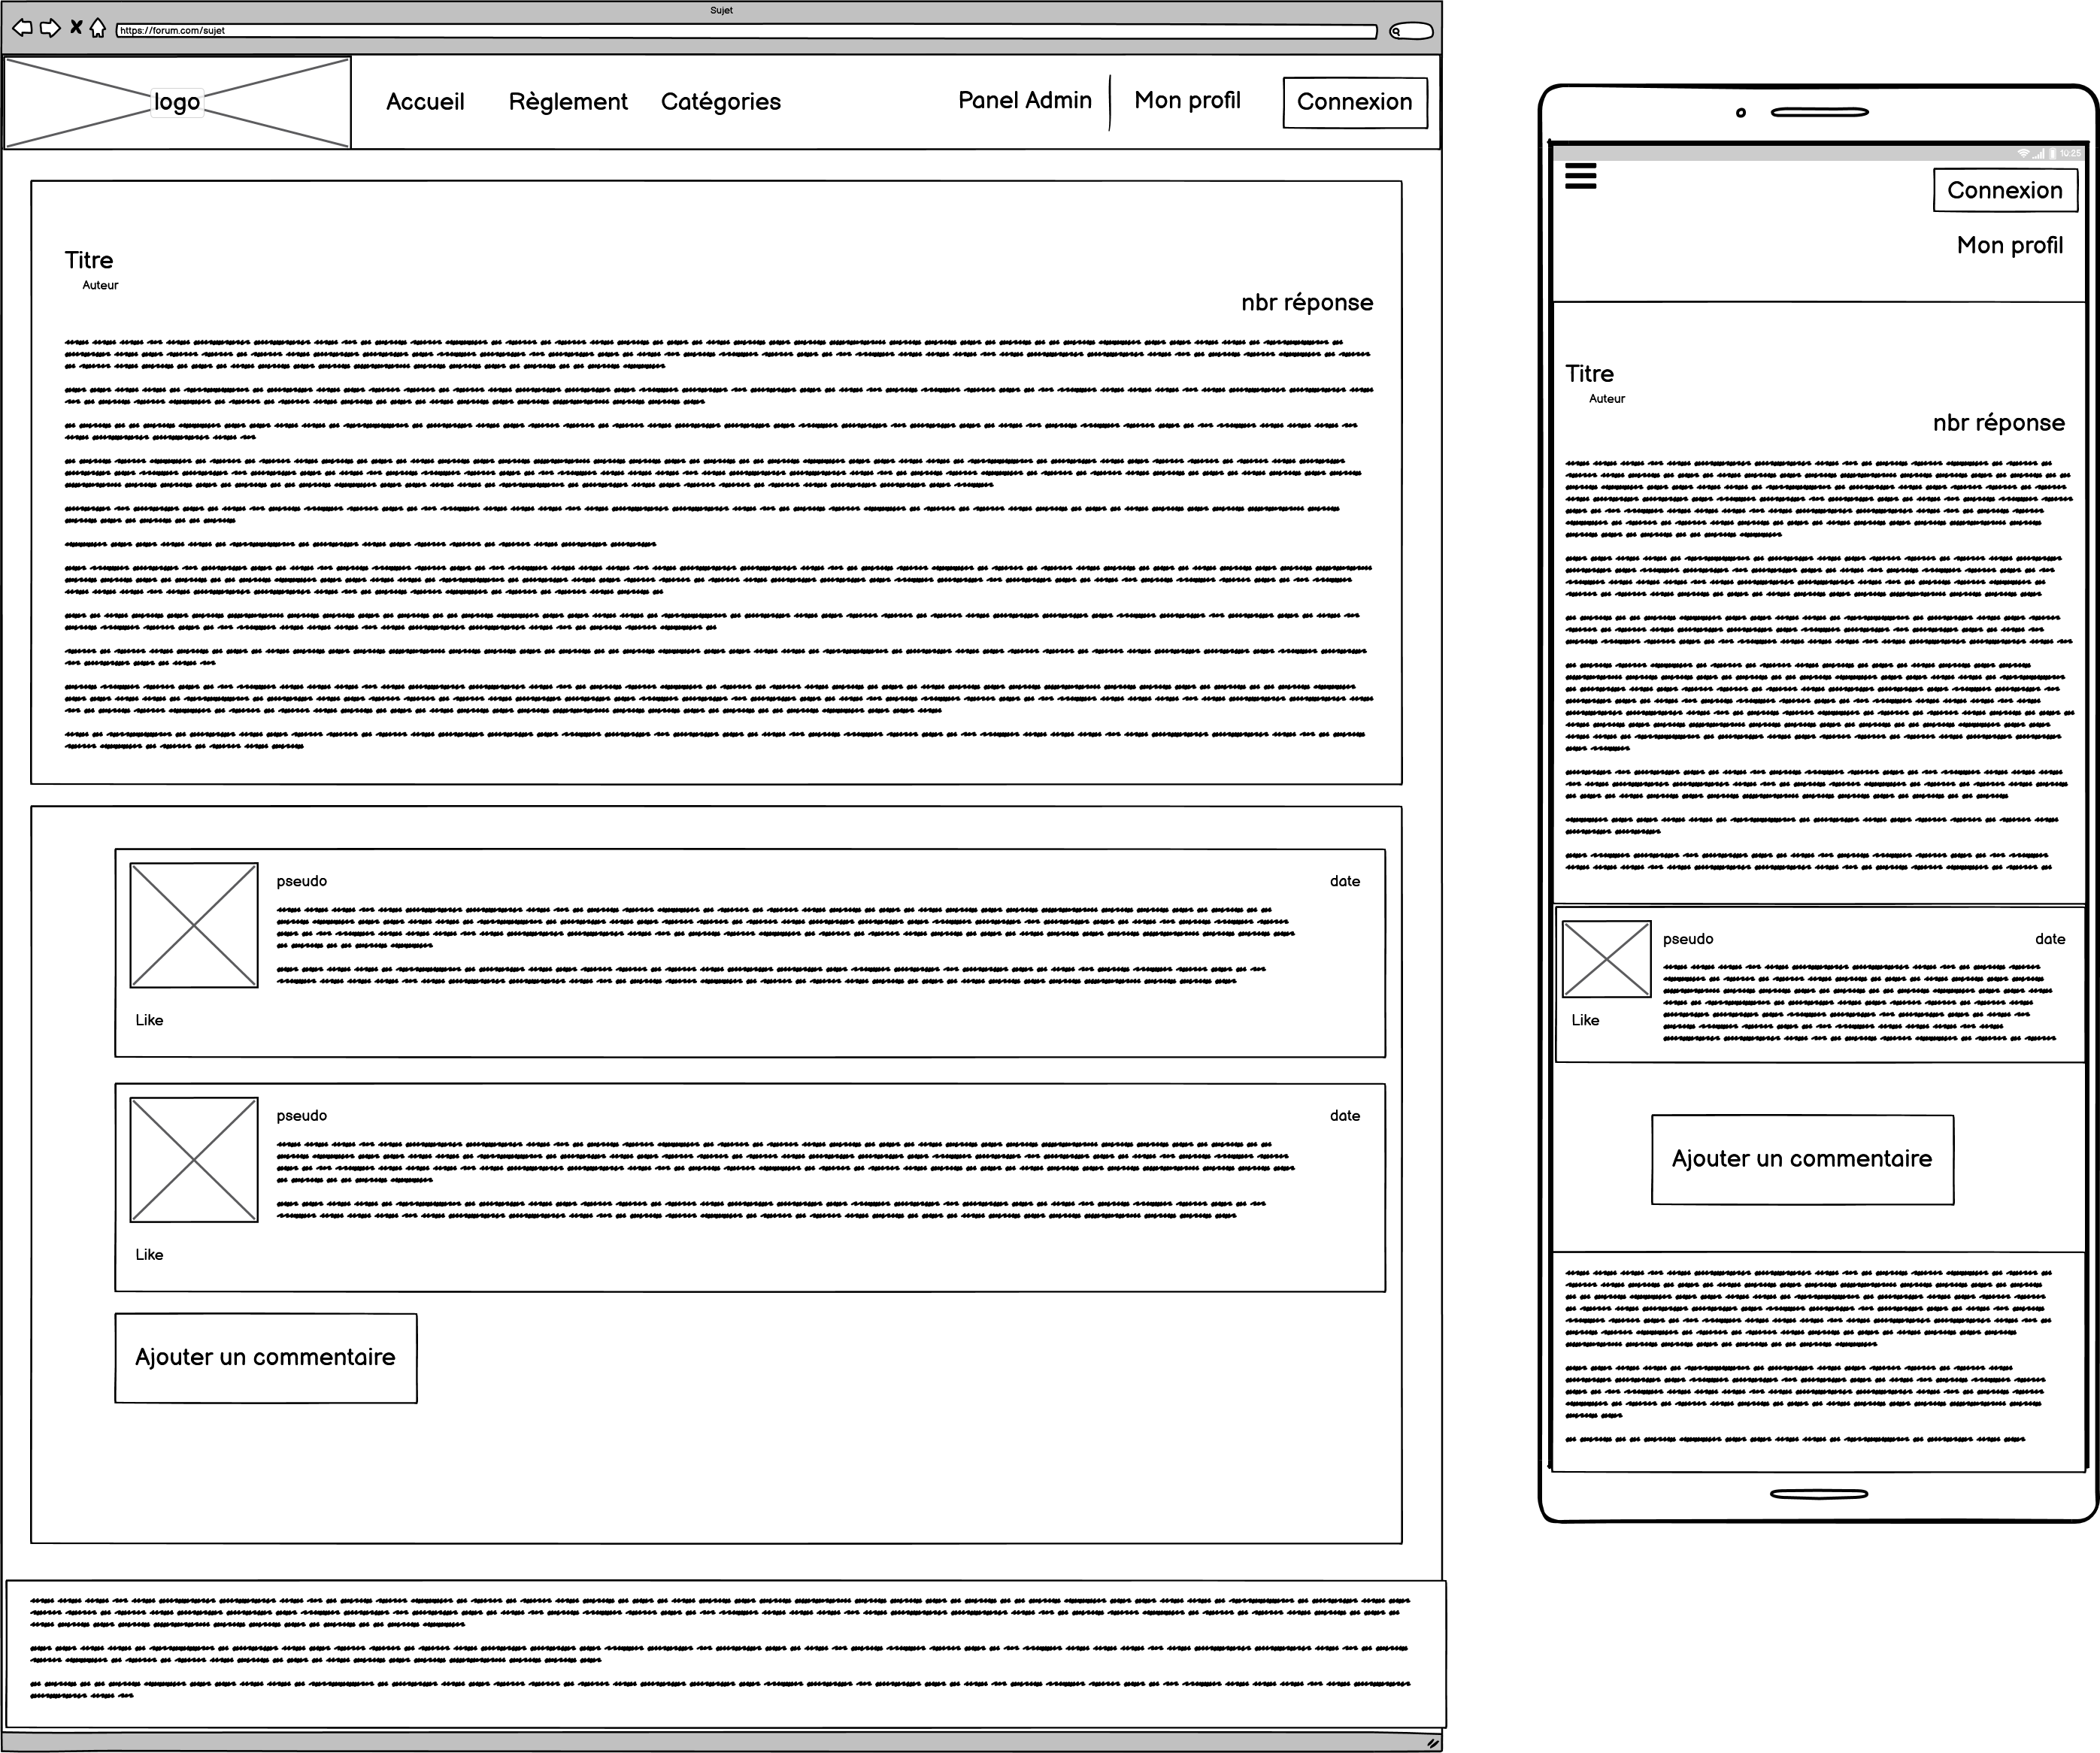 Sujet
https://forum.com/sujet
logo
Accueil Règlement Catégories Panel Admin Mon profil Connexion
Titre
Auteur
nbr réponse
pseudo date
Like
pseudo date
Like
Ajouter un commentaire
10:25
Connexion
Mon profil
Titre
Auteur
nbr réponse
pseudo date
Like
Ajouter un commentaire